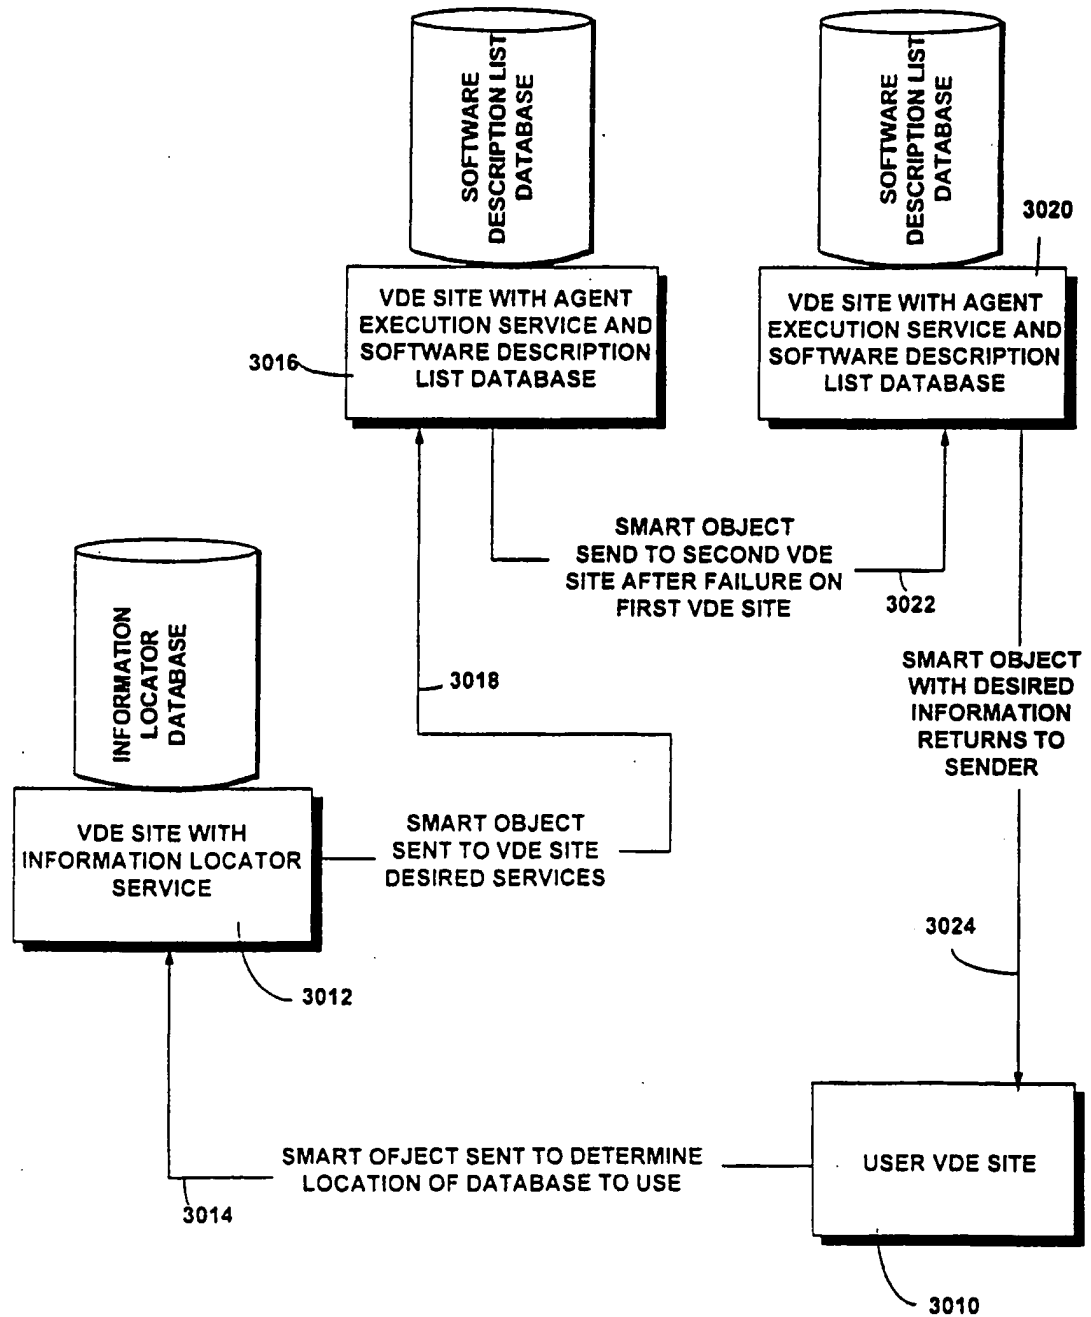 SOFTWARE
DESCRIPTION LIST
DATABASE
SOFTWARE
DESCRIPTION LIST
DATABASE
3020
VDE SITE WITH AGENT
EXECUTION SERVICE AND
SOFTWARE DESCRIPTION
LIST DATABASE
3016
VDE SITE WITH AGENT
EXECUTION SERVICE AND
SOFTWARE DESCRIPTION
LIST DATABASE
SMART OBJECT
SEND TO SECOND VDE
SITE AFTER FAILURE ON
FIRST VDE SITE
3022
INFORMATION
LOCATOR
DATABASE
3018
SMART OBJECT
WITH DESIRED
INFORMATION
RETURNS TO
SENDER
VDE SITE WITH
INFORMATION LOCATOR
SERVICE
SMART OBJECT
SENT TO VDE SITE
DESIRED SERVICES
3024
3012
SMART OFJECT SENT TO DETERMINE
LOCATION OF DATABASE TO USE
3014
USER VDE SITE
3010